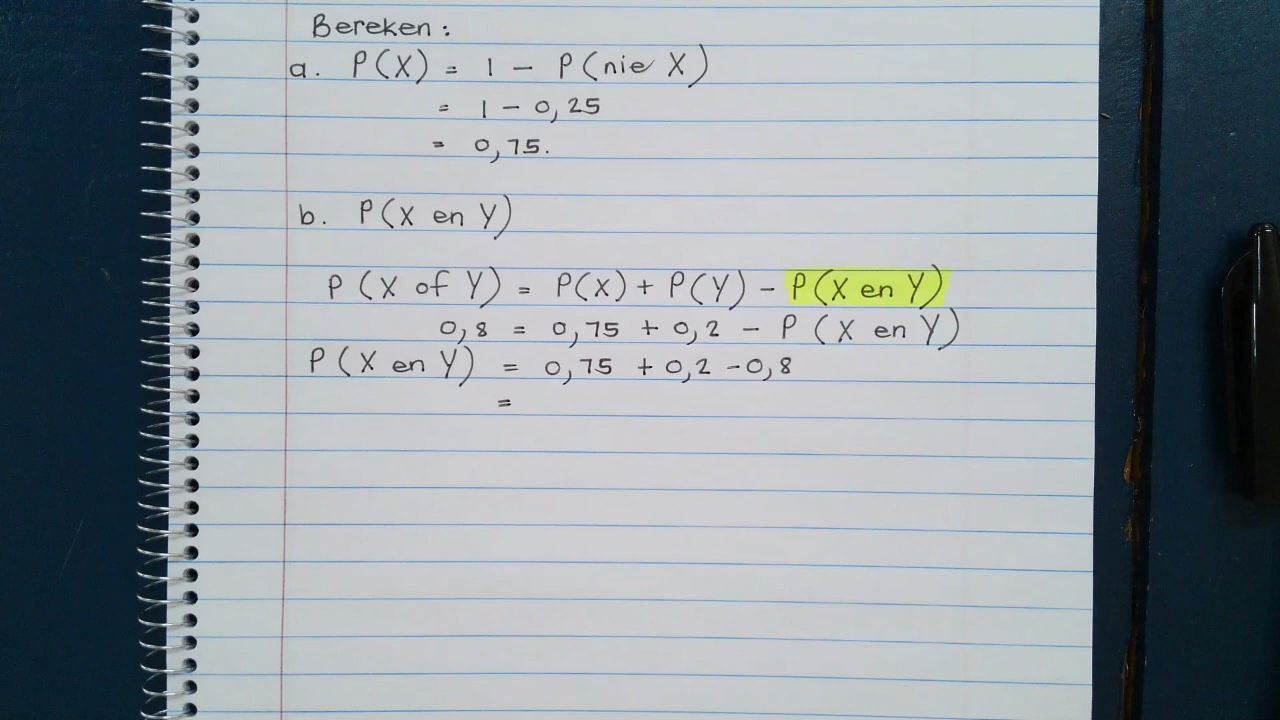 Bereken :
a. P(X) = 1 - P(nie X)
= 1 - 0,25
= 0,75.
b. P(X en Y)
P(X of Y) = P(X) + P(Y) - P(X en Y)
0,8 = 0,75 + 0,2 - P(X en Y)
P(X en Y) = 0,75 + 0,2 - 0,8
=